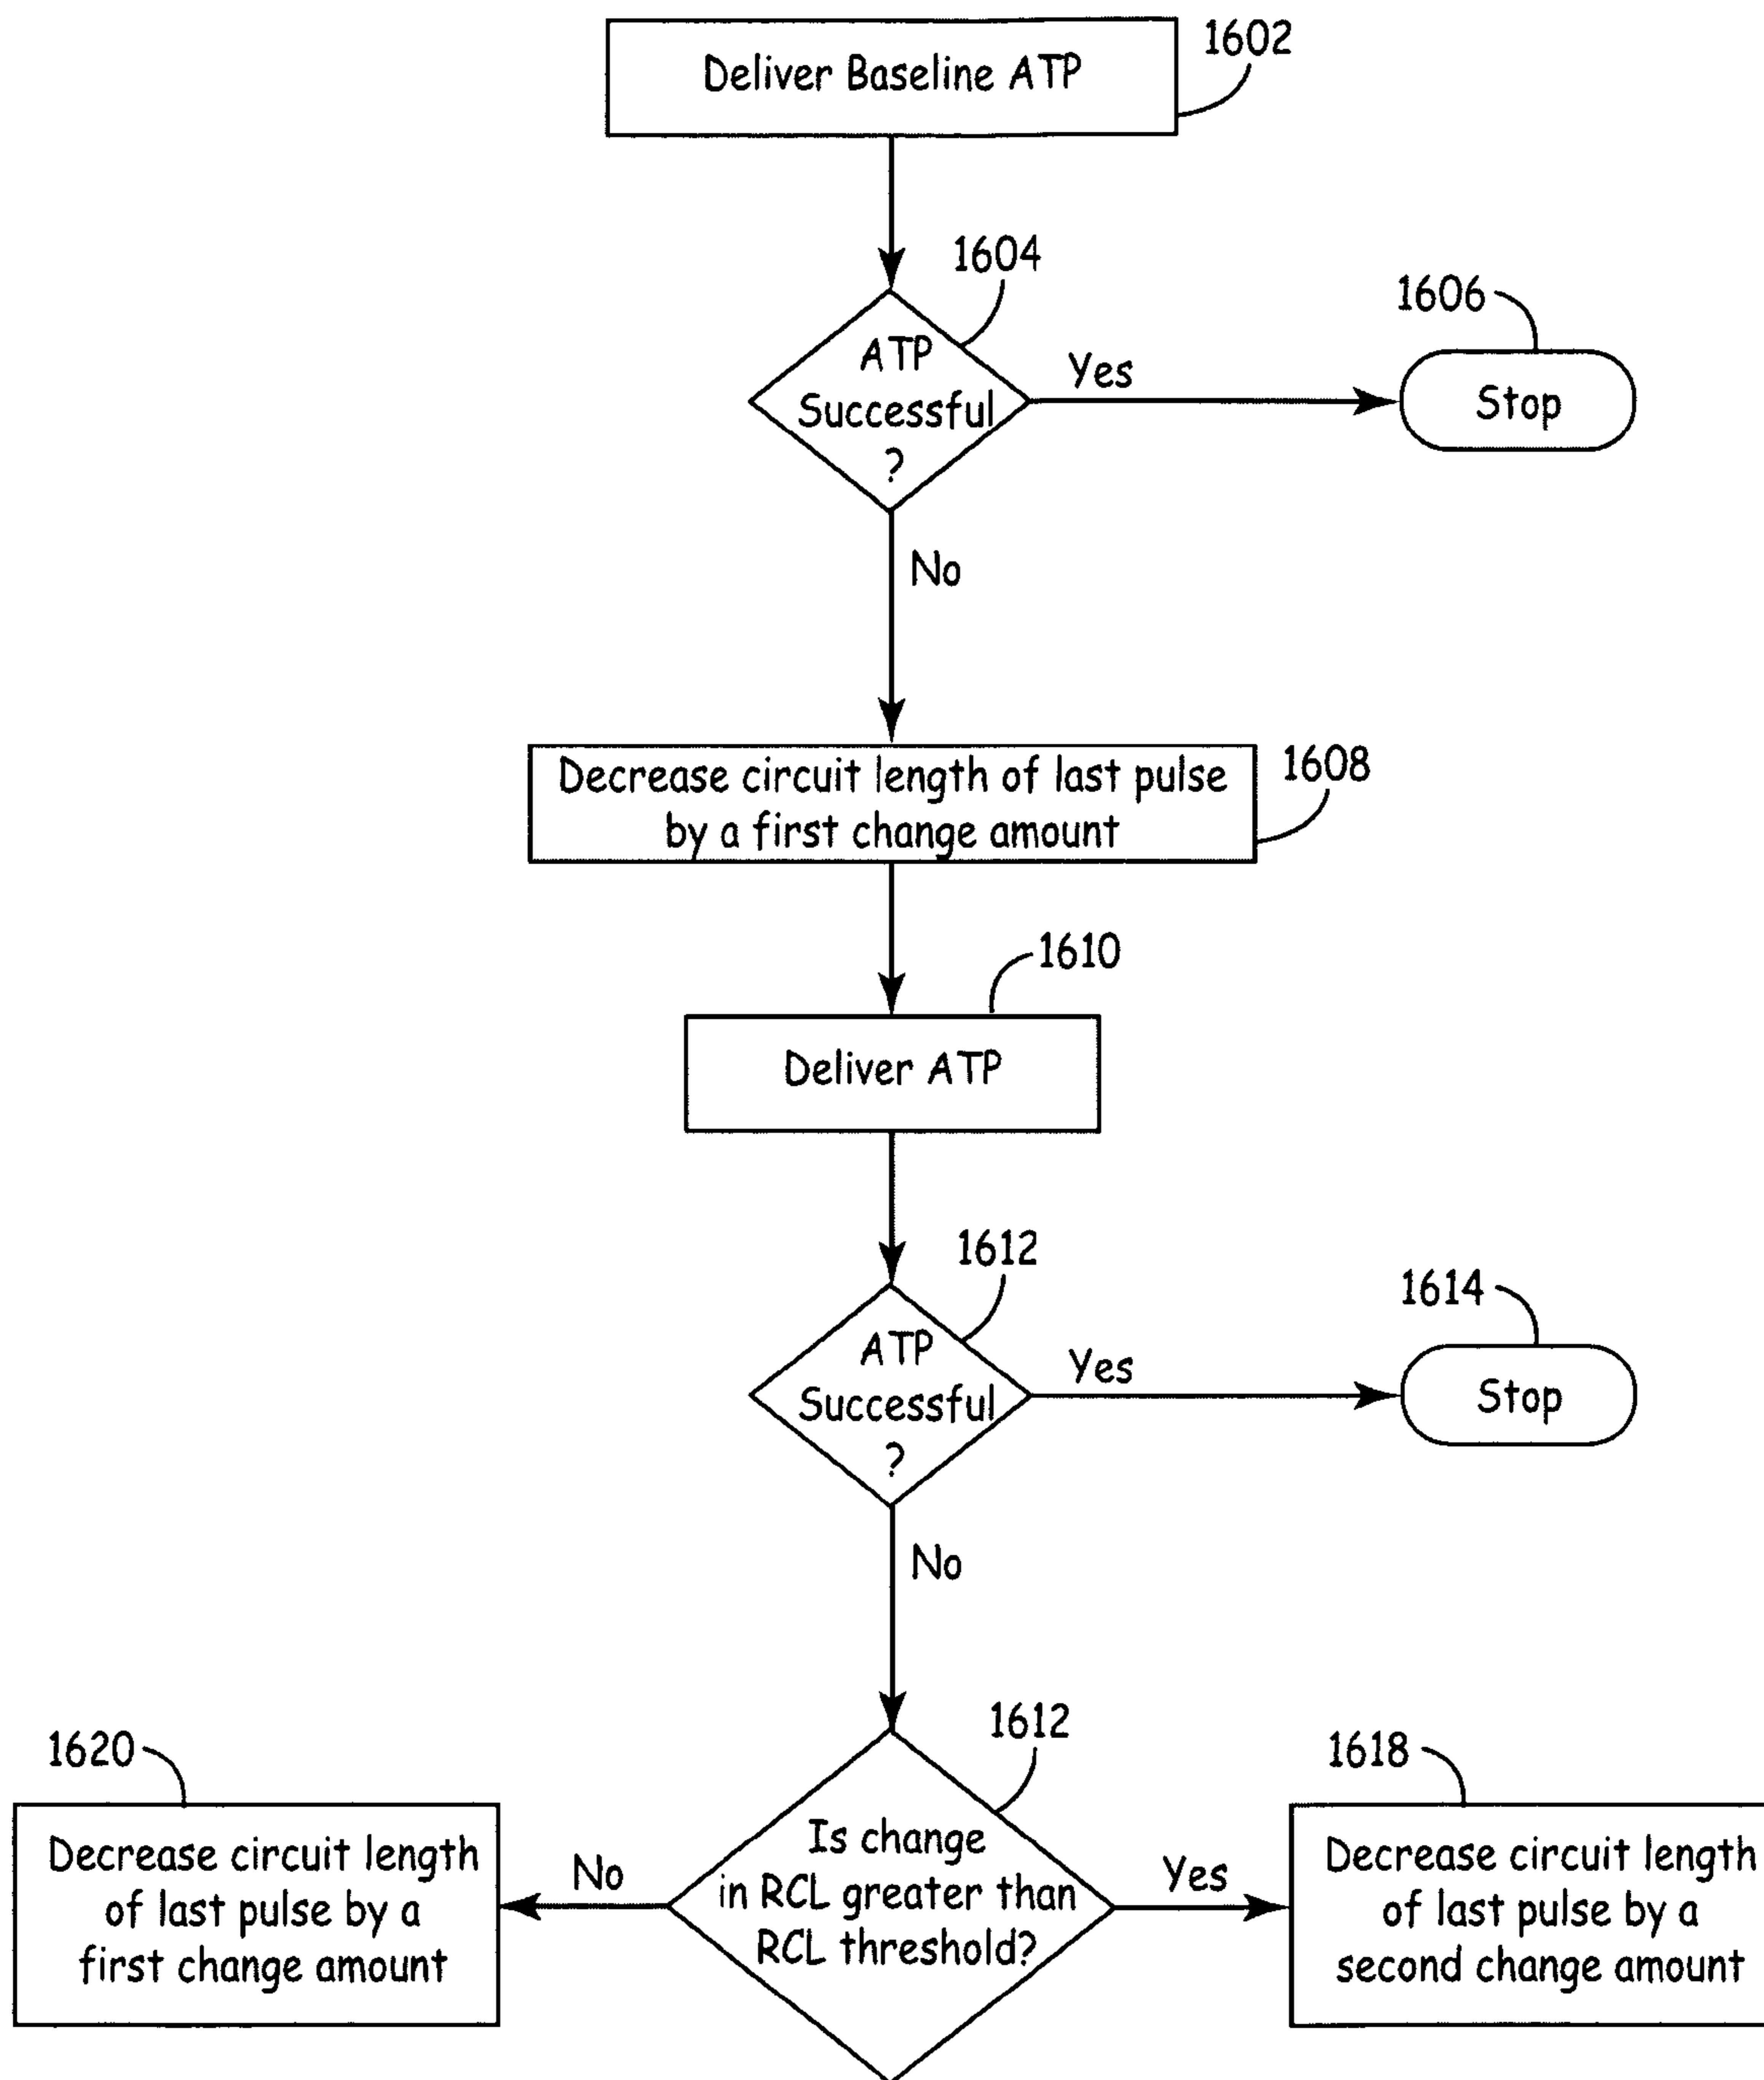 Deliver Baseline ATP
1602
1604
ATP
Successful
?
Yes
1606
Stop
No
Decrease circuit length of last pulse
by a first change amount
1608
1610
Deliver ATP
1612
ATP
Successful
?
Yes
1614
Stop
No
1612
Is change
in RCL greater than
RCL threshold?
No
1620
Decrease circuit length
of last pulse by a
first change amount
Yes
1618
Decrease circuit length
of last pulse by a
second change amount